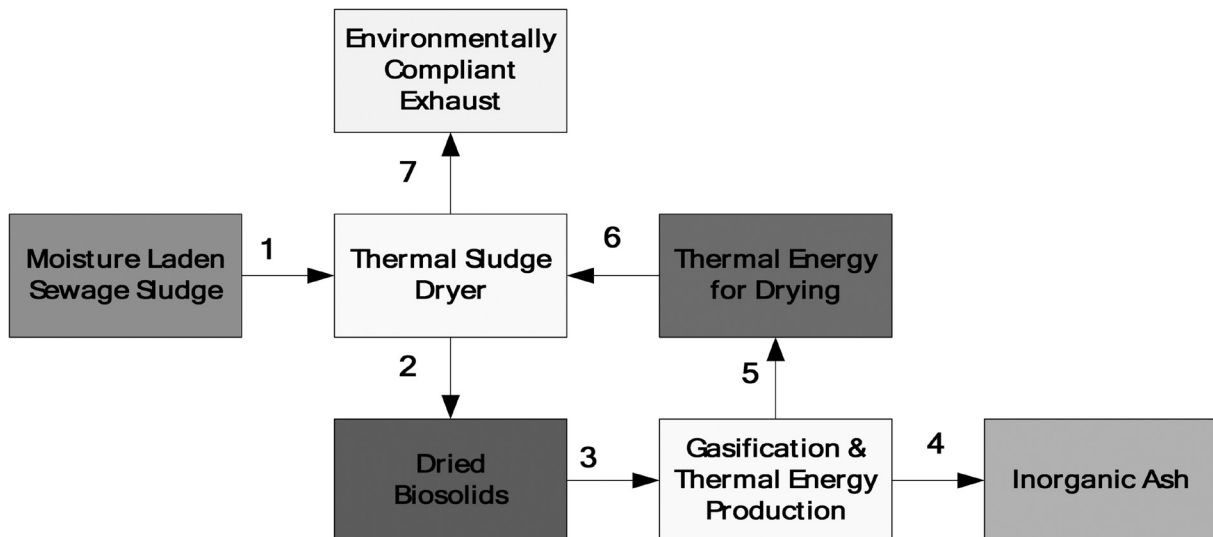 Environmentally
Compliant
Exhaust
7
Moisture Laden
Sewage Sludge
1
Thermal Sludge
Dryer
6
Thermal Energy
for Drying
2
5
Dried
Biosolids
3
Gasification &
Thermal Energy
Production
4
Inorganic Ash